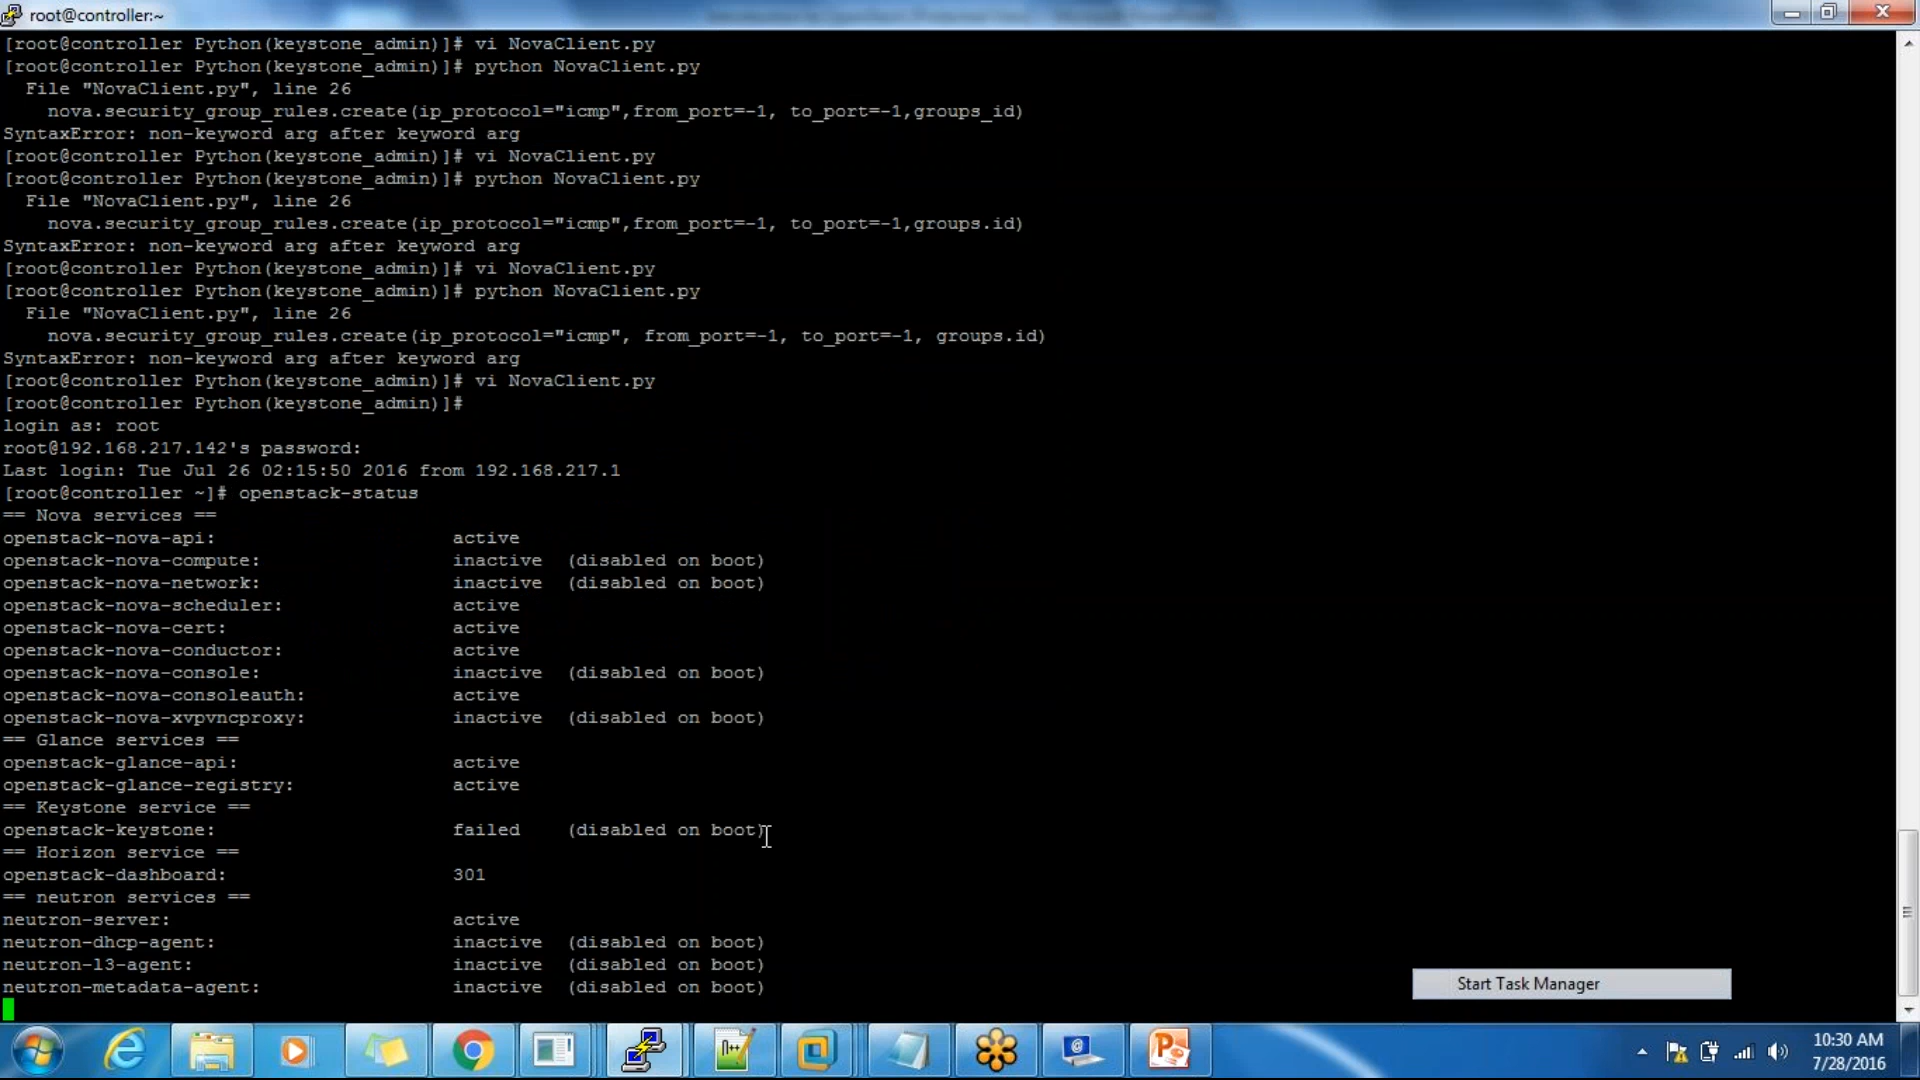 root@controller:~
[root@controller Python(keystone_admin)]# vi NovaClient.py
[root@controller Python(keystone_admin)]# python NovaClient.py
  File "NovaClient.py", line 26
    nova.security_group_rules.create(ip_protocol="icmp",from_port=-1, to_port=-1,groups_id)
SyntaxError: non-keyword arg after keyword arg
[root@controller Python(keystone_admin)]# vi NovaClient.py
[root@controller Python(keystone_admin)]# python NovaClient.py
  File "NovaClient.py", line 26
    nova.security_group_rules.create(ip_protocol="icmp",from_port=-1, to_port=-1,groups.id)
SyntaxError: non-keyword arg after keyword arg
[root@controller Python(keystone_admin)]# vi NovaClient.py
[root@controller Python(keystone_admin)]# python NovaClient.py
  File "NovaClient.py", line 26
    nova.security_group_rules.create(ip_protocol="icmp", from_port=-1, to_port=-1, groups.id)
SyntaxError: non-keyword arg after keyword arg
[root@controller Python(keystone_admin)]# vi NovaClient.py
[root@controller Python(keystone_admin)]#
login as: root
root@192.168.217.142's password:
Last login: Tue Jul 26 02:15:50 2016 from 192.168.217.1
[root@controller ~]# openstack-status
== Nova services ==
openstack-nova-api: active
openstack-nova-compute: inactive (disabled on boot)
openstack-nova-network: inactive (disabled on boot)
openstack-nova-scheduler: active
openstack-nova-cert: active
openstack-nova-conductor: active
openstack-nova-console: inactive (disabled on boot)
openstack-nova-consoleauth: active
openstack-nova-xvpvncproxy: inactive (disabled on boot)
== Glance services ==
openstack-glance-api: active
openstack-glance-registry: active
== Keystone service ==
openstack-keystone: failed (disabled on boot)
== Horizon service ==
openstack-dashboard: 301
== neutron services ==
neutron-server: active
neutron-dhcp-agent: inactive (disabled on boot)
neutron-l3-agent: inactive (disabled on boot)
neutron-metadata-agent: inactive (disabled on boot)
Start Task Manager
10:30 AM
7/28/2016